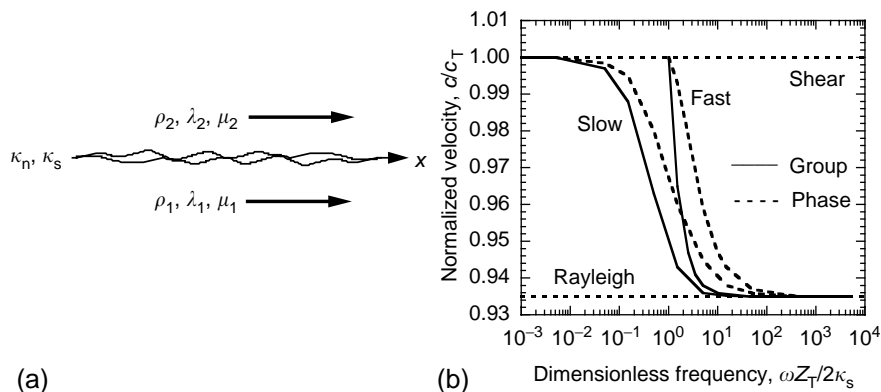 ρ₂, λ₂, μ₂
κₙ, κₛ
x
ρ₁, λ₁, μ₁
(a)
Normalized velocity, c/c_T
1.01
1.00
0.99
0.98
0.97
0.96
0.95
0.94
0.93
Shear
Fast
Slow
Group
Phase
Rayleigh
10⁻³ 10⁻² 10⁻¹ 10⁰ 10¹ 10² 10³ 10⁴
(b)
Dimensionless frequency, ωZ_T/2κₛ